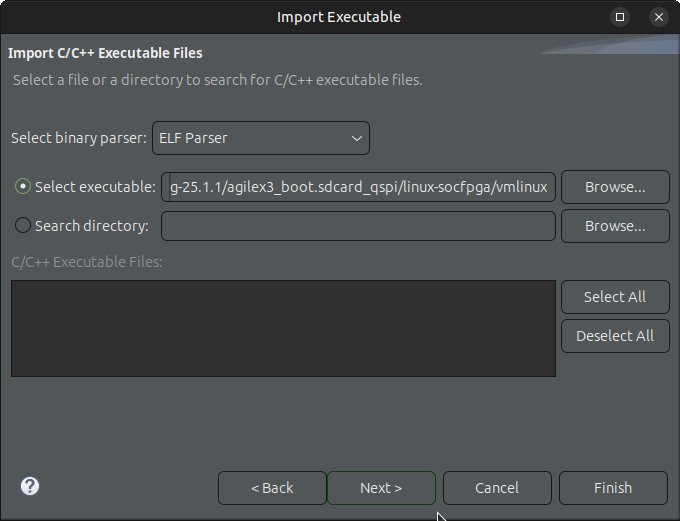 Import Executable
Import C/C++ Executable Files
Select a file or a directory to search for C/C++ executable files.
Select binary parser: ELF Parser
Select executable: g-25.1.1/agilex3_boot.sdcard_qspi/linux-socfpga/vmlinux Browse...
Search directory: Browse...
C/C++ Executable Files:
Select All
Deselect All
? < Back Next > Cancel Finish